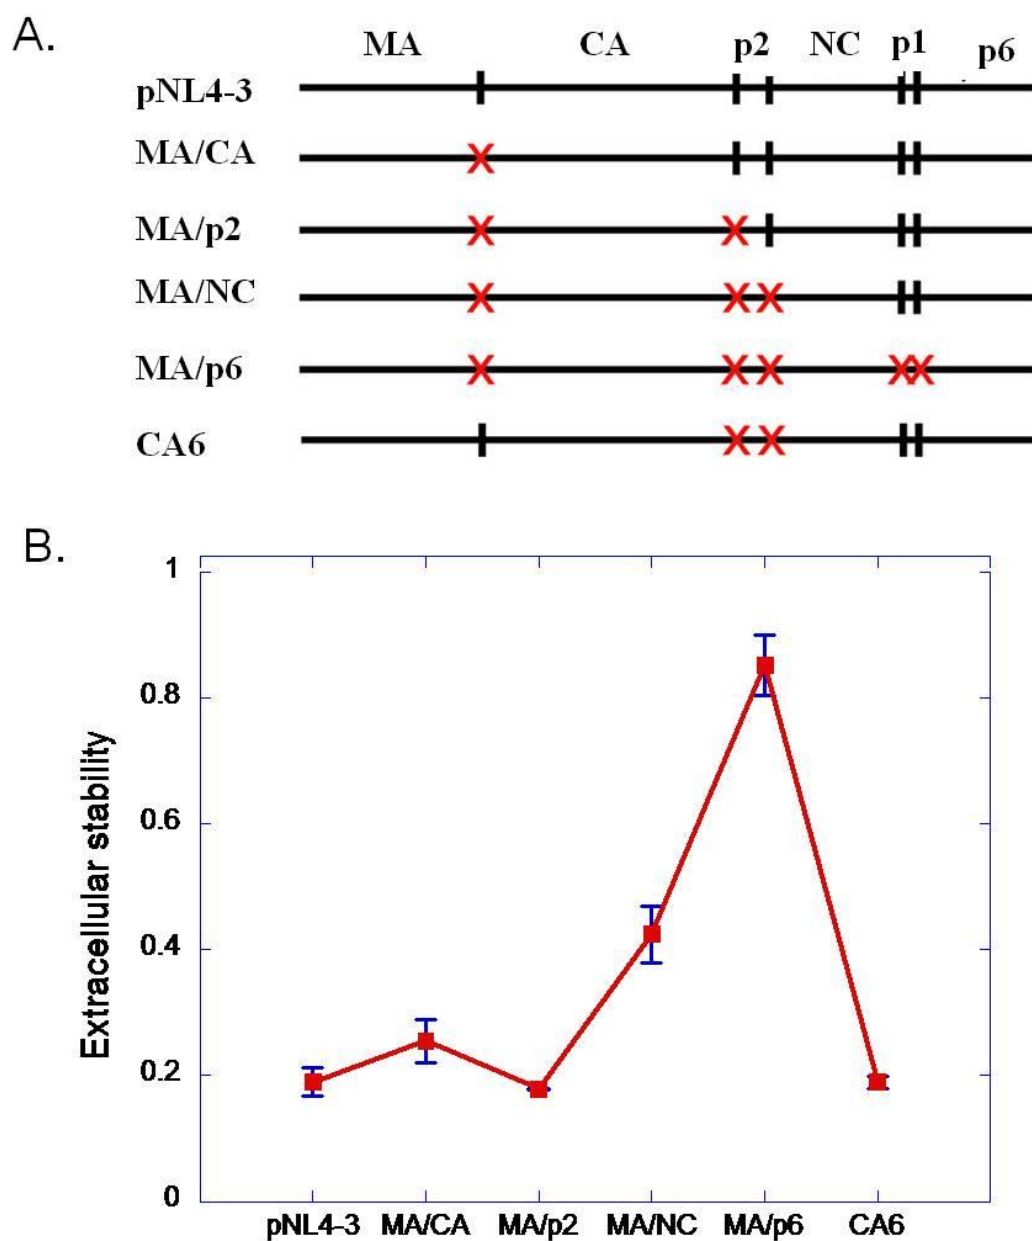 A.
MA CA p2 NC p1 p6
pNL4-3
MA/CA
MA/p2
MA/NC
MA/p6
CA6
B.
1
0.8
0.6
0.4
0.2
0
Extracellular stability
pNL4-3 MA/CA MA/p2 MA/NC MA/p6 CA6